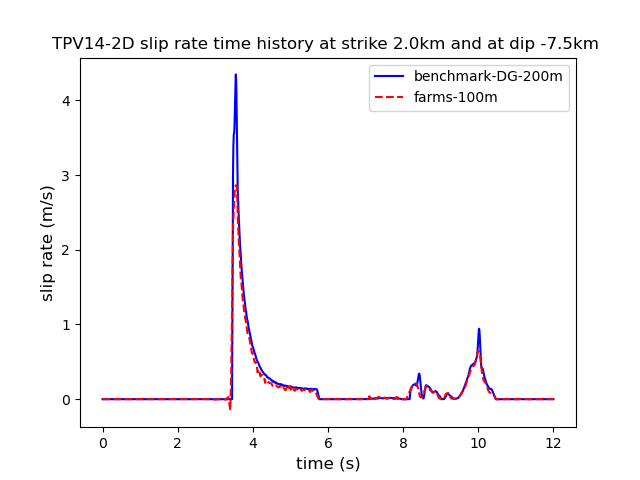 TPV14-2D slip rate time history at strike 2.0km and at dip -7.5km
benchmark-DG-200m
farms-100m
slip rate (m/s)
4
3
2
1
0
0 2 4 6 8 10 12
time (s)